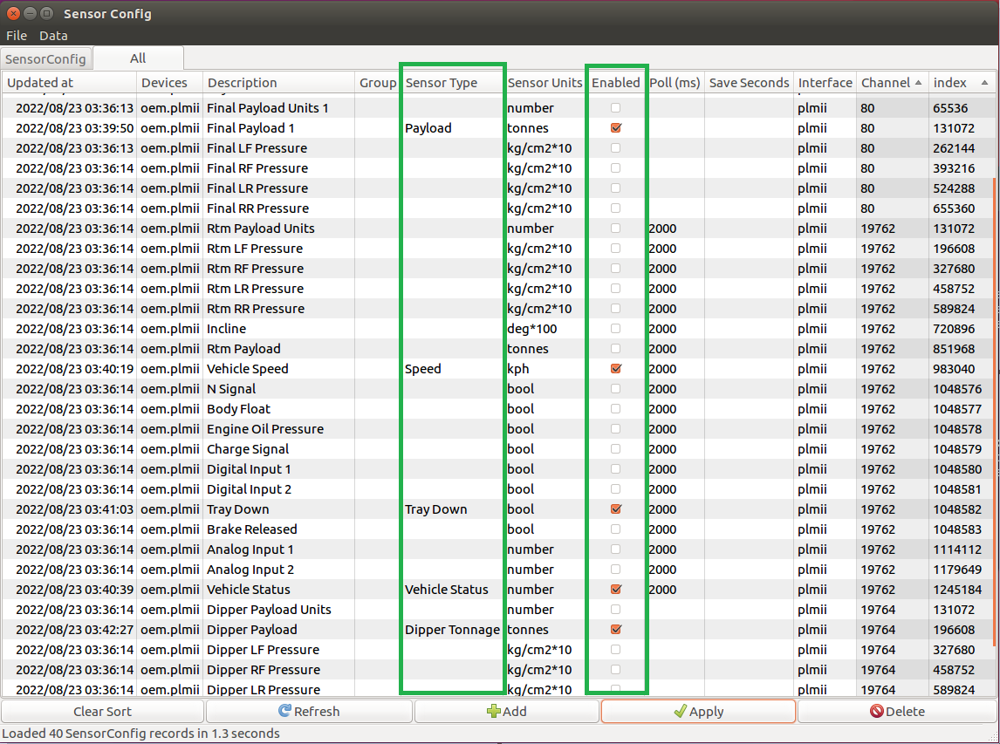 Sensor Config
File Data
SensorConfig All
Updated at Devices Description Group Sensor Type Sensor Units Enabled Poll (ms) Save Seconds Interface Channel index
2022/08/23 03:36:13 oem.plmii Final Payload Units 1 number plmii 80 65536
2022/08/23 03:39:50 oem.plmii Final Payload 1 Payload tonnes plmii 80 131072
2022/08/23 03:36:13 oem.plmii Final LF Pressure kg/cm2*10 plmii 80 262144
2022/08/23 03:36:14 oem.plmii Final RF Pressure kg/cm2*10 plmii 80 393216
2022/08/23 03:36:14 oem.plmii Final LR Pressure kg/cm2*10 plmii 80 524288
2022/08/23 03:36:14 oem.plmii Final RR Pressure kg/cm2*10 plmii 80 655360
2022/08/23 03:36:14 oem.plmii Rtm Payload Units number 2000 plmii 19762 131072
2022/08/23 03:36:14 oem.plmii Rtm LF Pressure kg/cm2*10 2000 plmii 19762 196608
2022/08/23 03:36:14 oem.plmii Rtm RF Pressure kg/cm2*10 2000 plmii 19762 327680
2022/08/23 03:36:14 oem.plmii Rtm LR Pressure kg/cm2*10 2000 plmii 19762 458752
2022/08/23 03:36:14 oem.plmii Rtm RR Pressure kg/cm2*10 2000 plmii 19762 589824
2022/08/23 03:36:14 oem.plmii Incline deg*100 2000 plmii 19762 720896
2022/08/23 03:36:14 oem.plmii Rtm Payload tonnes 2000 plmii 19762 851968
2022/08/23 03:40:19 oem.plmii Vehicle Speed Speed kph 2000 plmii 19762 983040
2022/08/23 03:36:14 oem.plmii N Signal bool 2000 plmii 19762 1048576
2022/08/23 03:36:14 oem.plmii Body Float bool 2000 plmii 19762 1048577
2022/08/23 03:36:14 oem.plmii Engine Oil Pressure bool 2000 plmii 19762 1048578
2022/08/23 03:36:14 oem.plmii Charge Signal bool 2000 plmii 19762 1048579
2022/08/23 03:36:14 oem.plmii Digital Input 1 bool 2000 plmii 19762 1048580
2022/08/23 03:36:14 oem.plmii Digital Input 2 bool 2000 plmii 19762 1048581
2022/08/23 03:41:03 oem.plmii Tray Down Tray Down bool 2000 plmii 19762 1048582
2022/08/23 03:36:14 oem.plmii Brake Released bool 2000 plmii 19762 1048583
2022/08/23 03:36:14 oem.plmii Analog Input 1 number 2000 plmii 19762 1114112
2022/08/23 03:36:14 oem.plmii Analog Input 2 number 2000 plmii 19762 1179649
2022/08/23 03:40:39 oem.plmii Vehicle Status Vehicle Status number 2000 plmii 19762 1245184
2022/08/23 03:36:14 oem.plmii Dipper Payload Units number plmii 19764 131072
2022/08/23 03:42:27 oem.plmii Dipper Payload Dipper Tonnage tonnes plmii 19764 196608
2022/08/23 03:36:14 oem.plmii Dipper LF Pressure kg/cm2*10 plmii 19764 327680
2022/08/23 03:36:14 oem.plmii Dipper RF Pressure kg/cm2*10 plmii 19764 458752
2022/08/23 03:36:14 oem.plmii Dipper LR Pressure kg/cm2*10 plmii 19764 589824
Clear Sort Refresh Add Apply Delete
Loaded 40 SensorConfig records in 1.3 seconds